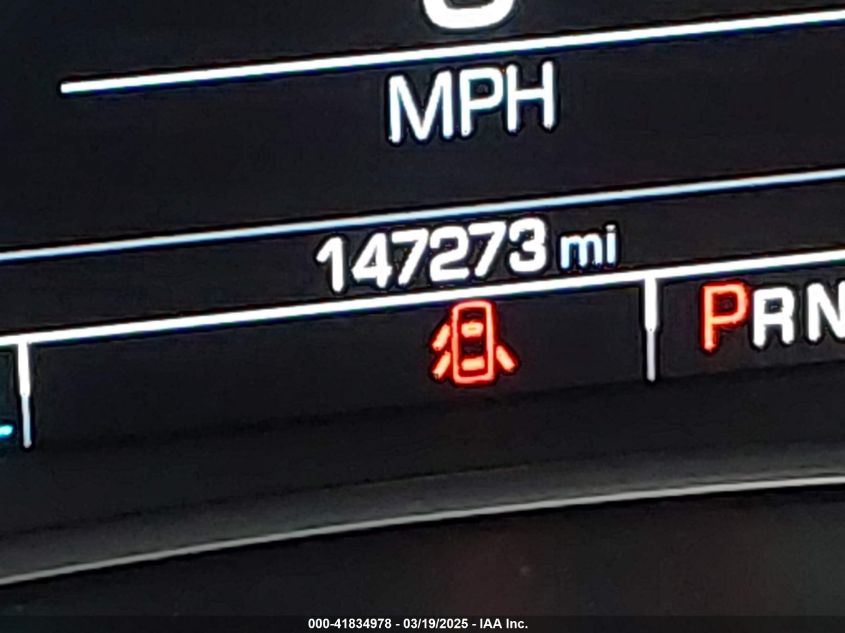 MPH
147273 mi
PRN
000-41834978 - 03/19/2025 - IAA Inc.